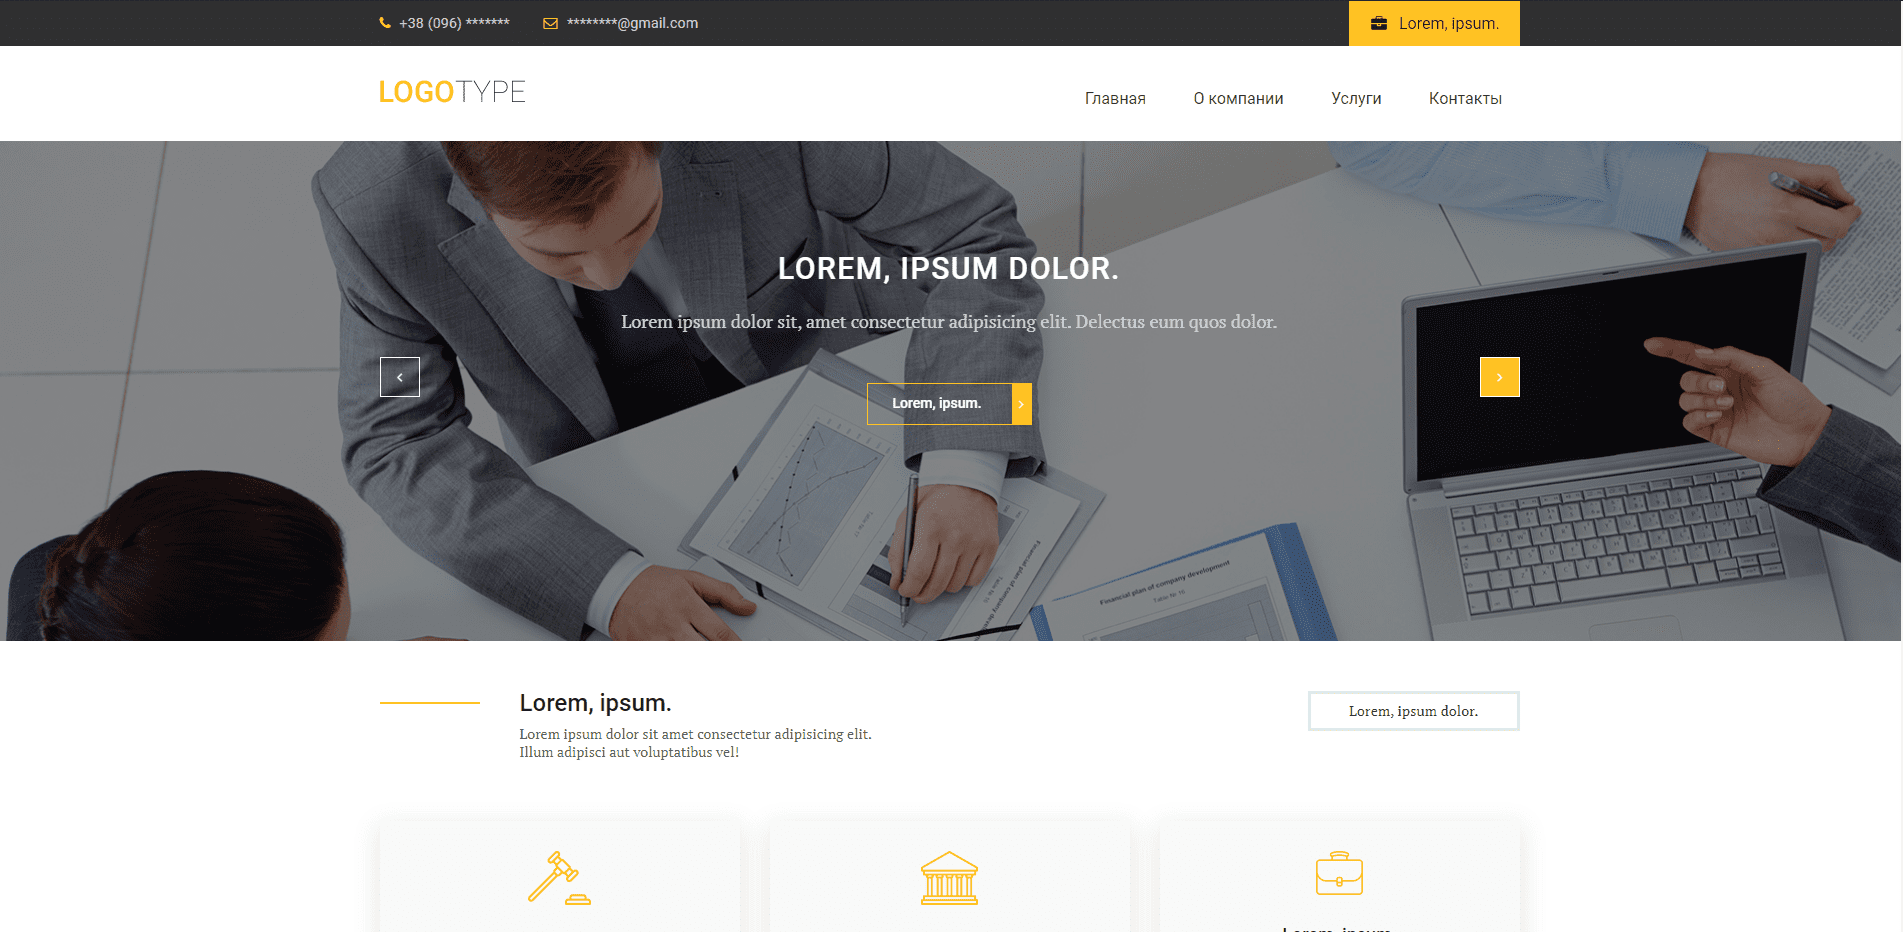 +38 (096) ******* ********@gmail.com Lorem, ipsum.
LOGOTYPE
Главная О компании Услуги Контакты
LOREM, IPSUM DOLOR.
Lorem ipsum dolor sit, amet consectetur adipisicing elit. Delectus eum quos dolor.
Lorem, ipsum.
Financial plan of company development
Table Nr.
Lorem, ipsum.
Lorem, ipsum dolor.
Lorem ipsum dolor sit amet consectetur adipisicing elit.
Illum adipisci aut voluptatibus vel!